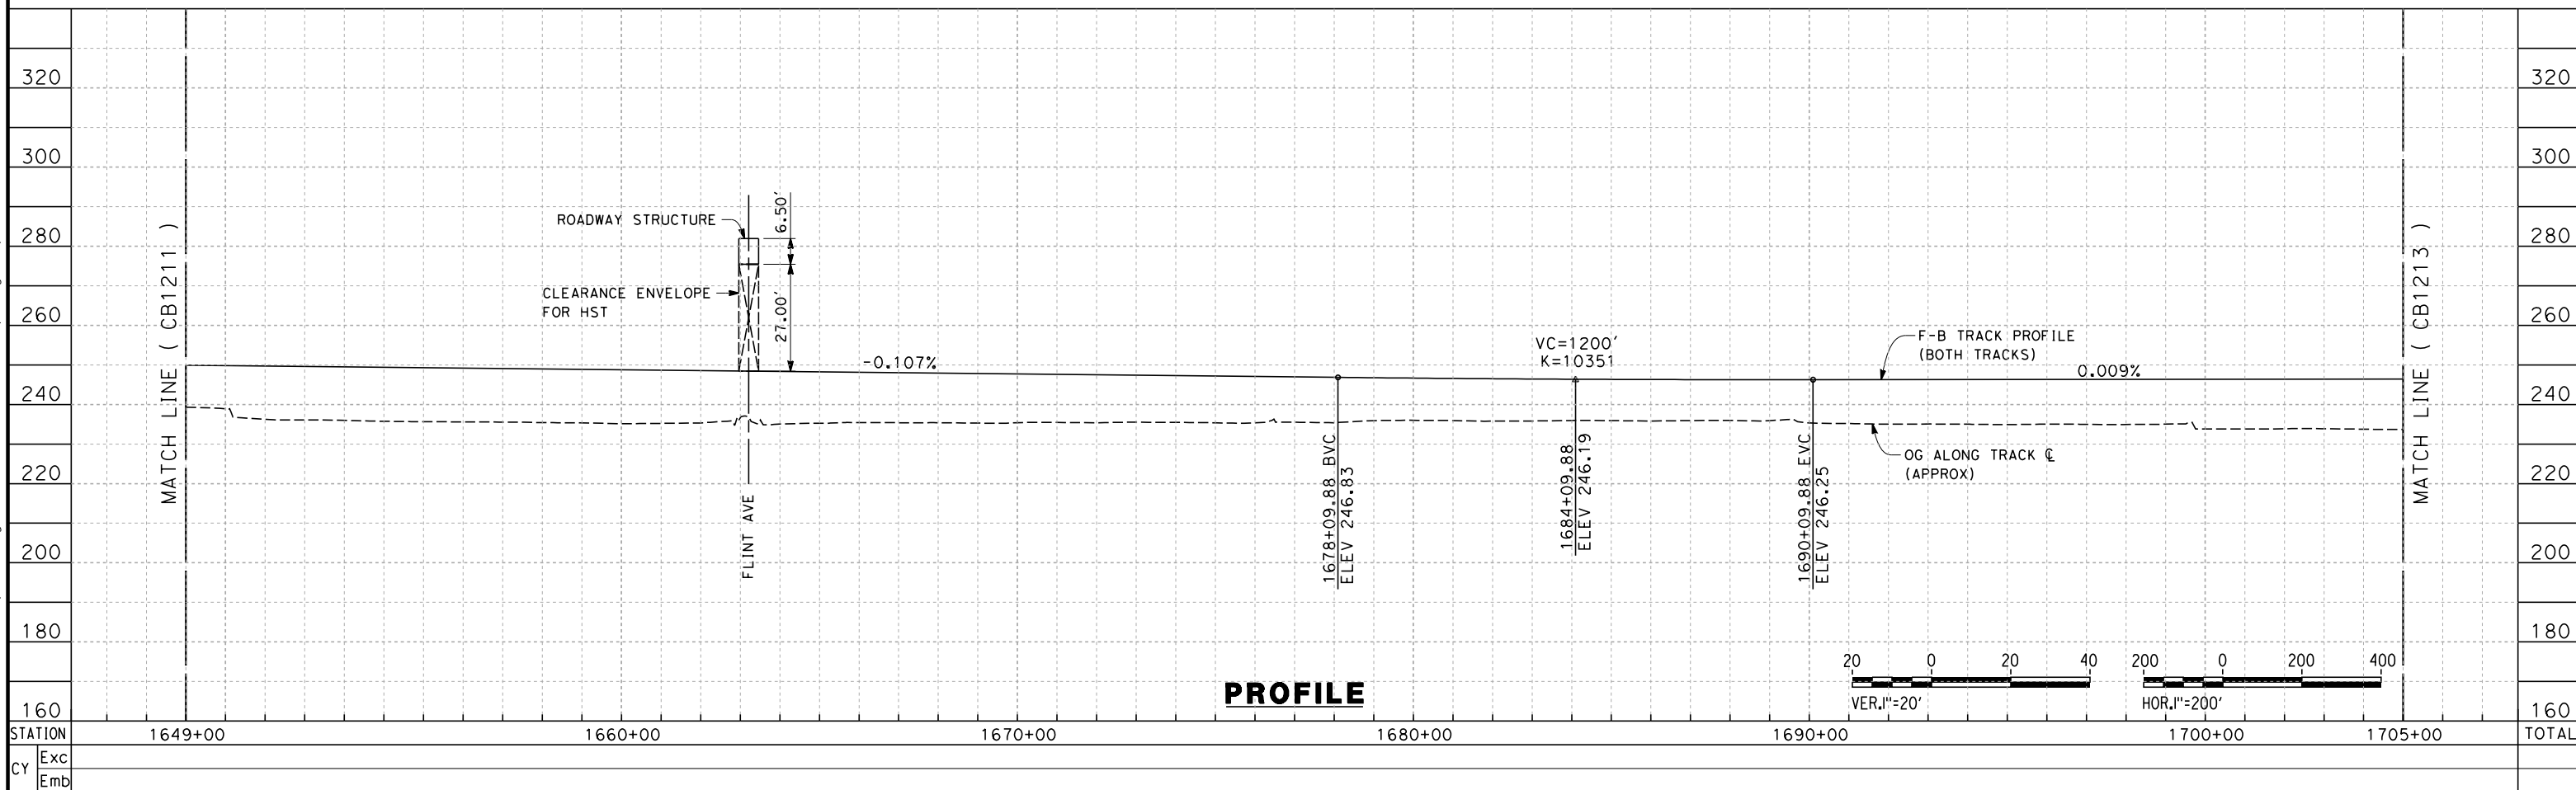 320
320
300
300
280
280
260
260
240
240
220
220
200
200
180
180
160
160
MATCH LINE ( CB1211 )
ROADWAY STRUCTURE
6.50'
CLEARANCE ENVELOPE
FOR HST
27.00'
-0.107%
FLINT AVE
VC=1200'
K=10351
1678+09.88 BVC
ELEV 246.83
1684+09.88
ELEV 246.19
1690+09.88 EVC
ELEV 246.25
F-B TRACK PROFILE
(BOTH TRACKS)
0.009%
OG ALONG TRACK ℄
(APPROX)
MATCH LINE ( CB1213 )
PROFILE
20 0 20 40
VER.1"=20'
200 0 200 400
HOR.1"=200'
STATION 1649+00 1660+00 1670+00 1680+00 1690+00 1700+00 1705+00 TOTAL
CY
Exc
Emb